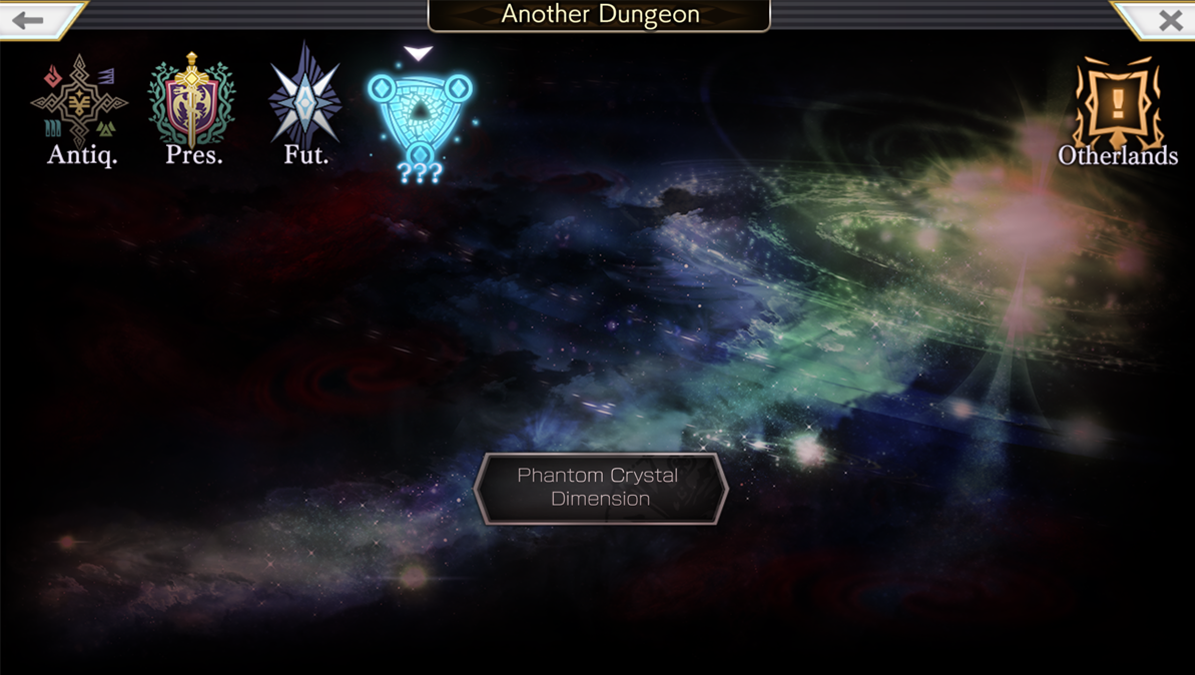 Another Dungeon
Antiq.
Pres.
Fut.
???
Otherlands
Phantom Crystal
Dimension